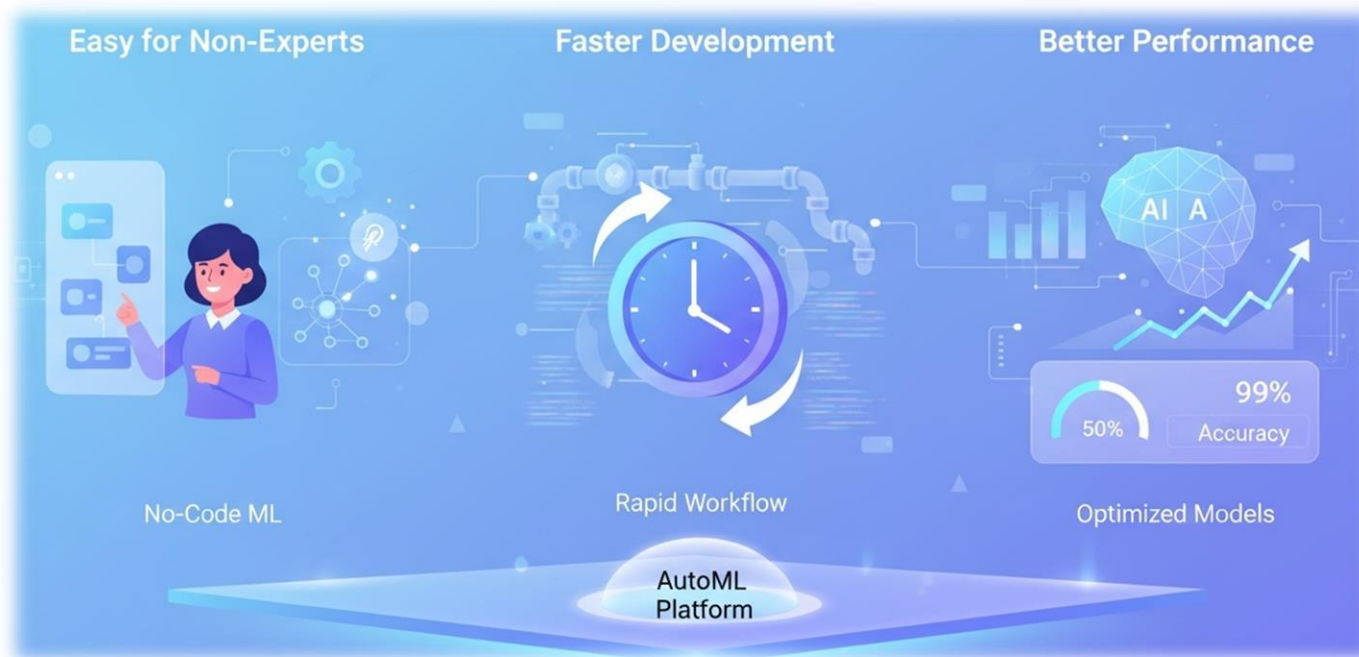 Easy for Non-Experts
Faster Development
Better Performance
AI A
50%
99%
Accuracy
No-Code ML
Rapid Workflow
Optimized Models
AutoML
Platform